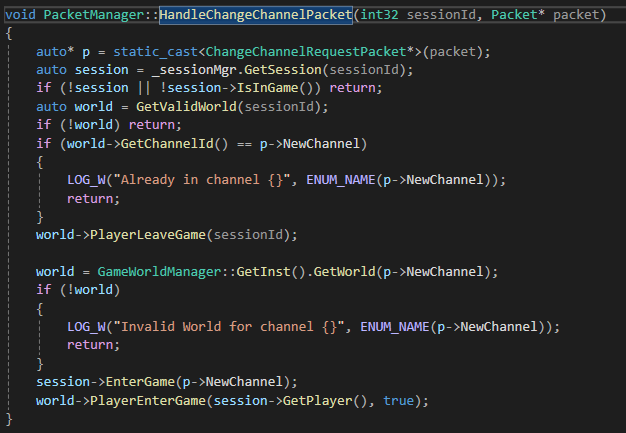 void PacketManager::HandleChangeChannelPacket(int32 sessionId, Packet* packet)
{
    auto* p = static_cast<ChangeChannelRequestPacket*>(packet);
    auto session = _sessionMgr.GetSession(sessionId);
    if (!session || !session->IsInGame()) return;
    auto world = GetValidWorld(sessionId);
    if (!world) return;
    if (world->GetChannelId() == p->NewChannel)
    {
        LOG_W("Already in channel {}", ENUM_NAME(p->NewChannel));
        return;
    }
    world->PlayerLeaveGame(sessionId);

    world = GameWorldManager::GetInst().GetWorld(p->NewChannel);
    if (!world)
    {
        LOG_W("Invalid World for channel {}", ENUM_NAME(p->NewChannel));
        return;
    }
    session->EnterGame(p->NewChannel);
    world->PlayerEnterGame(session->GetPlayer(), true);
}